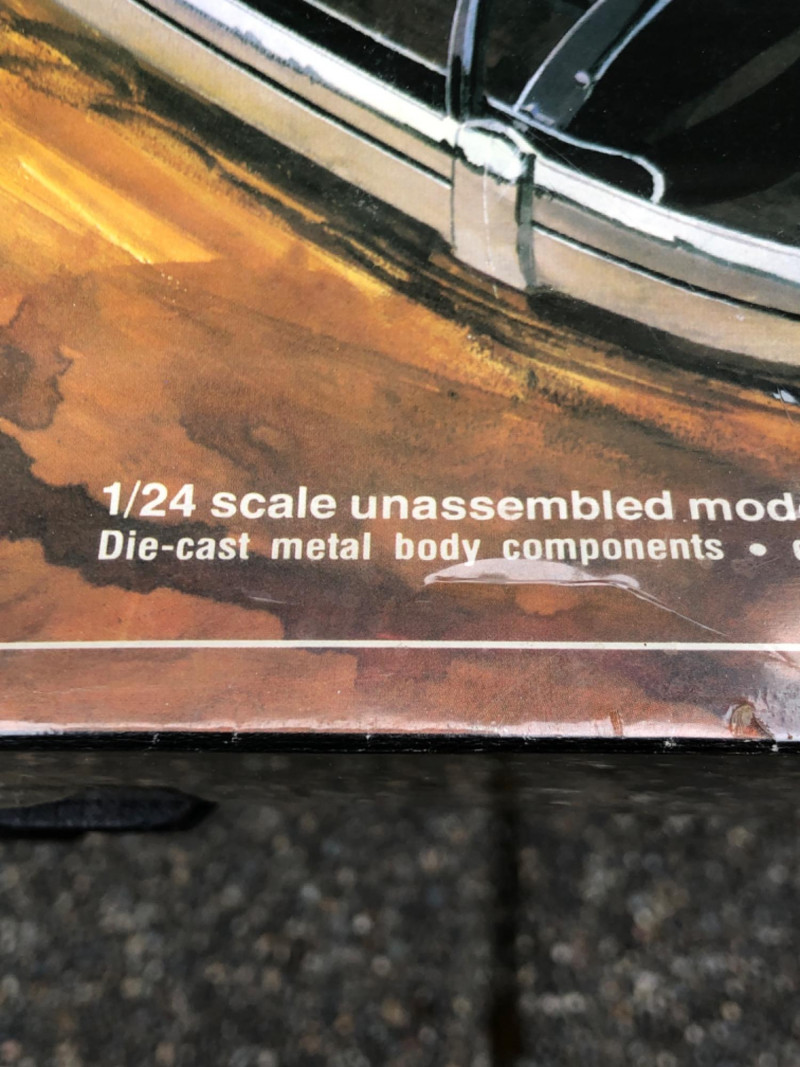 1/24 scale unassembled mod
Die-cast metal body components •